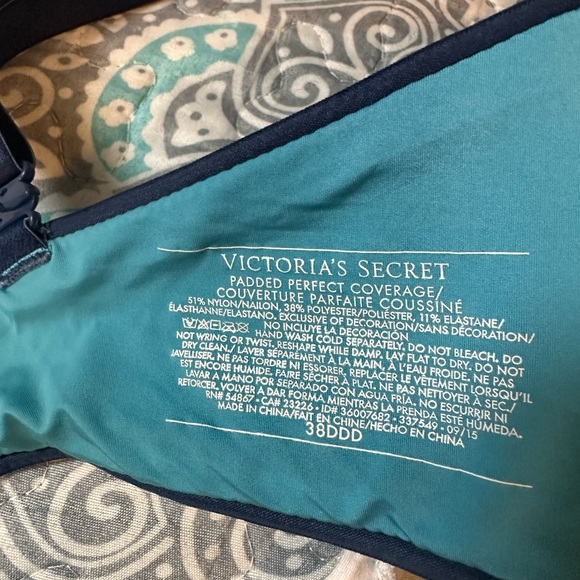 VICTORIA'S SECRET
PADDED PERFECT COVERAGE/
COUVERTURE PARFAITE COUSSINÉ
51% NYLON/NAILON, 38% POLYESTER/POLIÉSTER, 11% ELASTANE/
ÉLASTHANNE/ELASTANO. EXCLUSIVE OF DECORATION/SANS DÉCORATION/
NO INCLUYE LA DECORACIÓN
HAND WASH COLD SEPARATELY. DO NOT BLEACH. DO
NOT WRING OR TWIST. RESHAPE WHILE DAMP. LAY FLAT TO DRY. DO NOT
DRY CLEAN./ LAVER SÉPARÉMENT À LA MAIN, À L'EAU FROIDE. NE PAS
JAVELLISER. NE PAS TORDRE NI ESSORER. REPLACER LE VÊTEMENT LORSQU'IL
EST ENCORE HUMIDE. FAIRE SÉCHER À PLAT. NE PAS NETTOYER À SEC./
LAVAR A MANO POR SEPARADO CON AGUA FRÍA. NO ESCURRIR NI
RETORCER. VOLVER A DAR FORMA MIENTRAS LA PRENDA ESTÉ HÚMEDA.
RN# 54867 • CA# 23226 • ID# 36007682 • 337549 • 09/15
MADE IN CHINA/FAIT EN CHINE/HECHO EN CHINA
38DDD